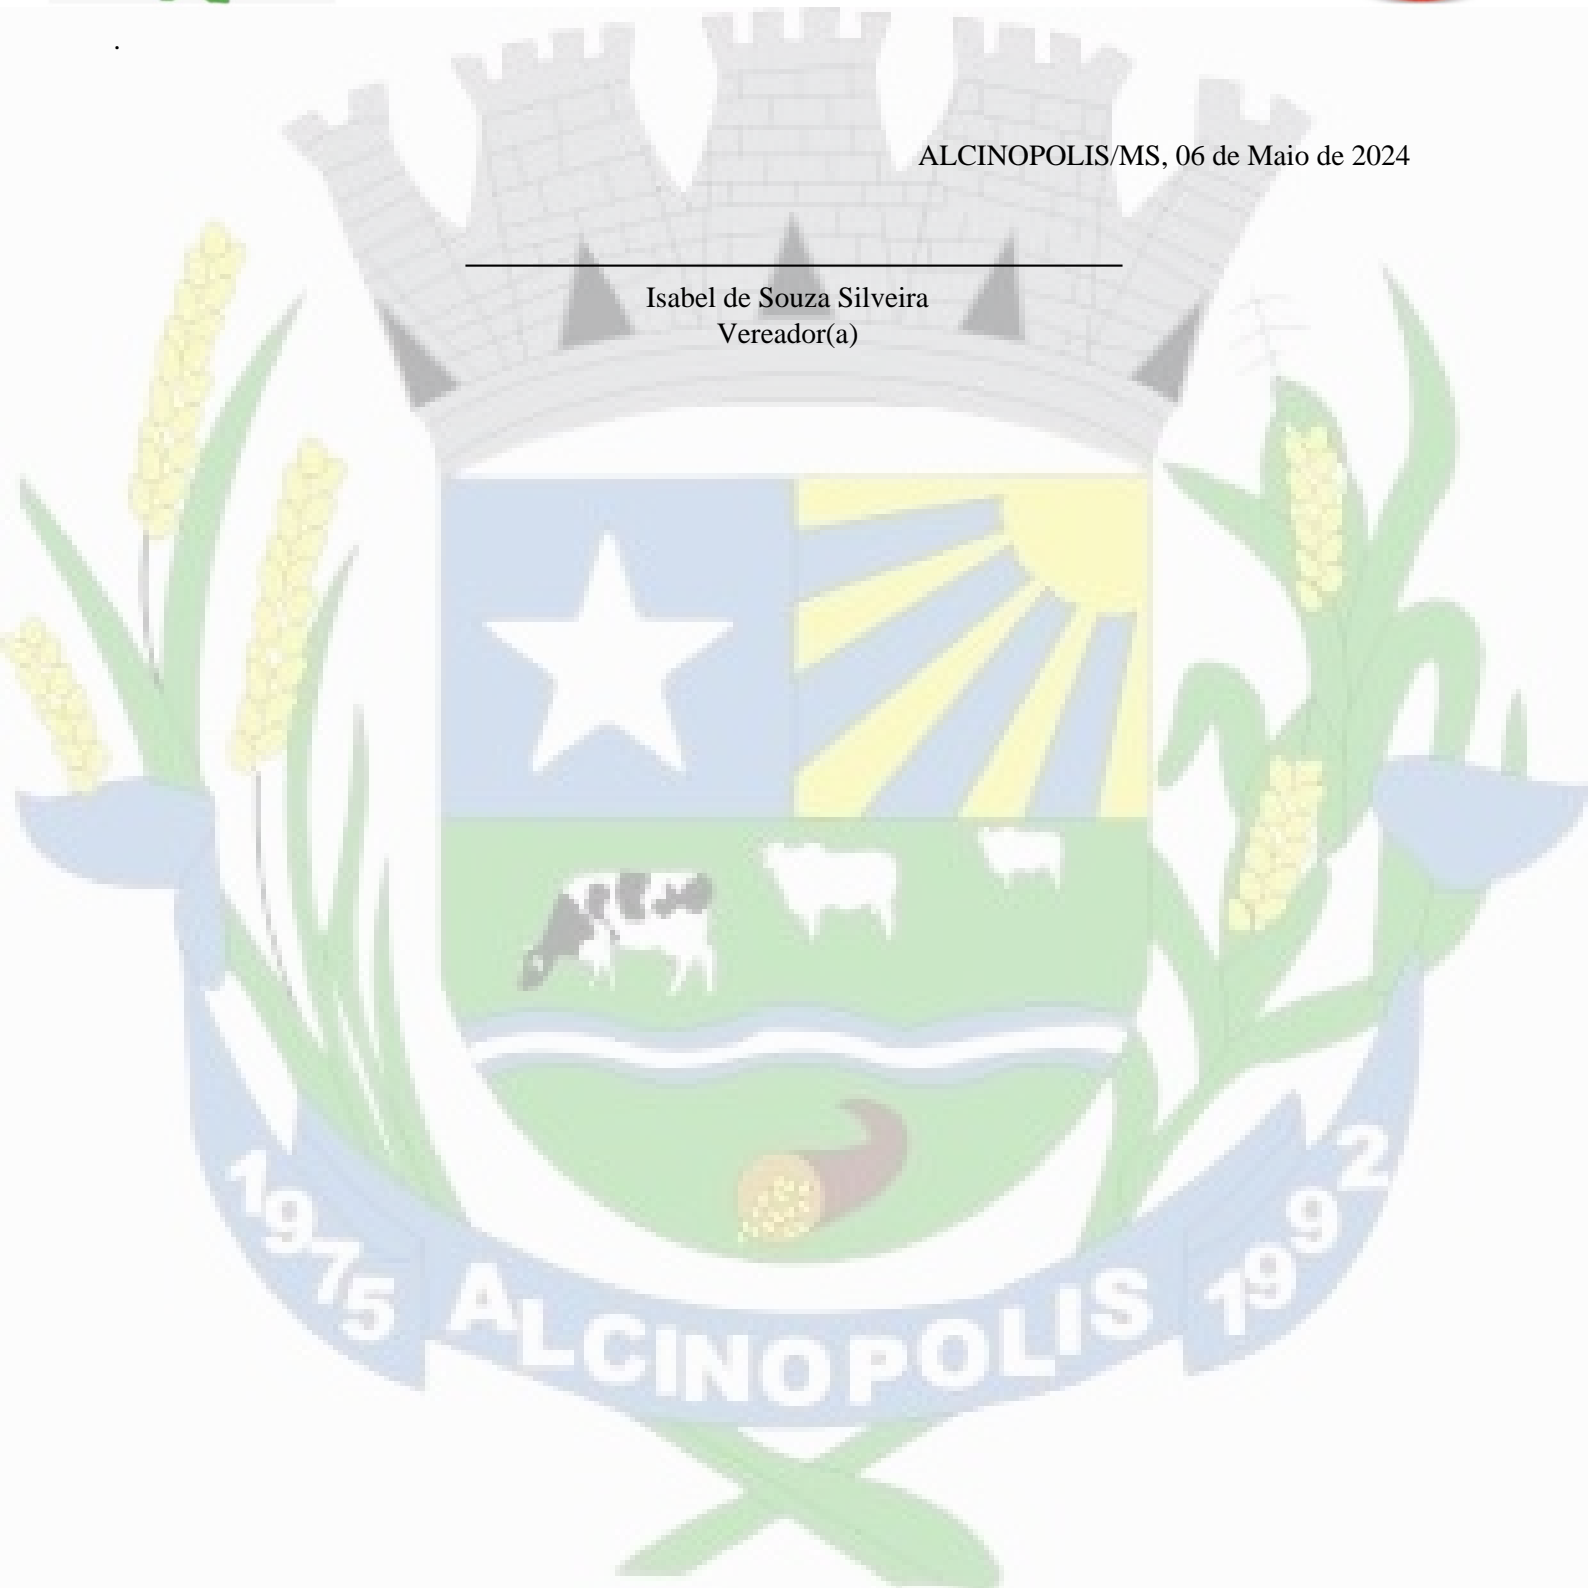 .
ALCINOPOLIS/MS, 06 de Maio de 2024
Isabel de Souza Silveira
Vereador(a)
1975
ALCINOPOLIS
1992